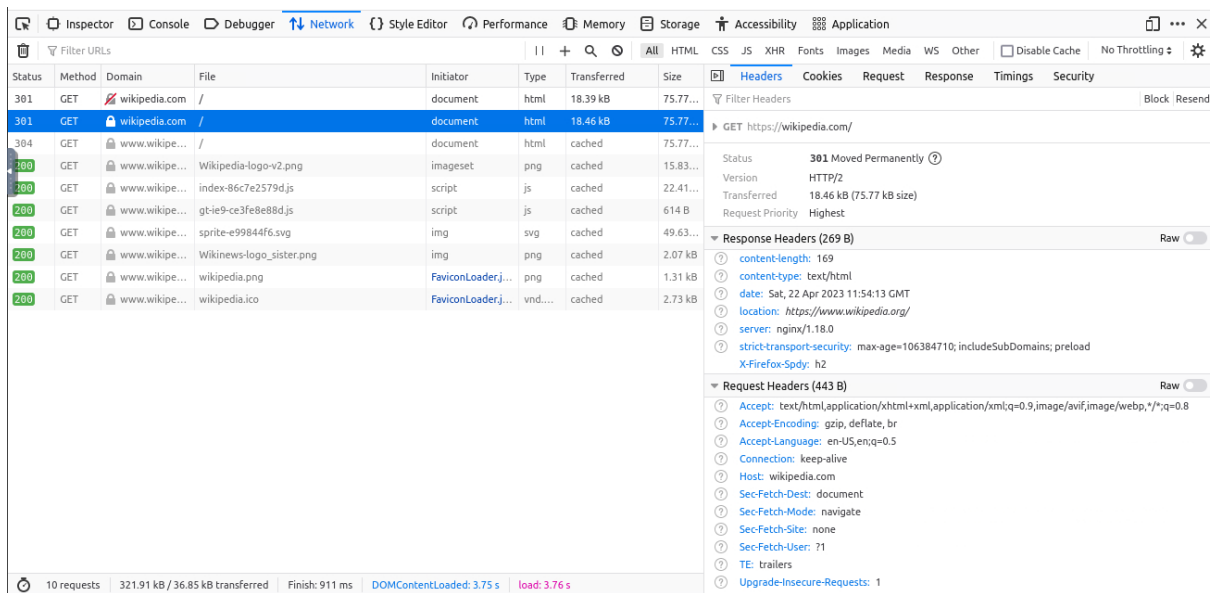 Inspector Console Debugger Network Style Editor Performance Memory Storage Accessibility Application
Filter URLs All HTML CSS JS XHR Fonts Images Media WS Other Disable Cache No Throttling
Status Method Domain File Initiator Type Transferred Size
301 GET wikipedia.com / document html 18.39 kB 75.77...
301 GET wikipedia.com / document html 18.46 kB 75.77...
304 GET www.wikipe... / document html cached 75.77...
200 GET www.wikipe... Wikipedia-logo-v2.png imageset png cached 15.83...
200 GET www.wikipe... index-86c7e2579d.js script js cached 22.41...
200 GET www.wikipe... gt-ie9-ce3fe8e88d.js script js cached 614 B
200 GET www.wikipe... sprite-e99844f6.svg img svg cached 49.63...
200 GET www.wikipe... Wikinews-logo_sister.png img png cached 2.07 kB
200 GET www.wikipe... wikipedia.png FaviconLoader.j... png cached 1.31 kB
200 GET www.wikipe... wikipedia.ico FaviconLoader.j... vnd.... cached 2.73 kB
10 requests 321.91 kB / 36.85 kB transferred Finish: 911 ms DOMContentLoaded: 3.75 s load: 3.76 s
Headers Cookies Request Response Timings Security
Filter Headers Block Resend
GET https://wikipedia.com/
Status 301 Moved Permanently
Version HTTP/2
Transferred 18.46 kB (75.77 kB size)
Request Priority Highest
Response Headers (269 B) Raw
content-length: 169
content-type: text/html
date: Sat, 22 Apr 2023 11:54:13 GMT
location: https://www.wikipedia.org/
server: nginx/1.18.0
strict-transport-security: max-age=106384710; includeSubDomains; preload
X-Firefox-Spdy: h2
Request Headers (443 B) Raw
Accept: text/html,application/xhtml+xml,application/xml;q=0.9,image/avif,image/webp,*/*;q=0.8
Accept-Encoding: gzip, deflate, br
Accept-Language: en-US,en;q=0.5
Connection: keep-alive
Host: wikipedia.com
Sec-Fetch-Dest: document
Sec-Fetch-Mode: navigate
Sec-Fetch-Site: none
Sec-Fetch-User: ?1
TE: trailers
Upgrade-Insecure-Requests: 1